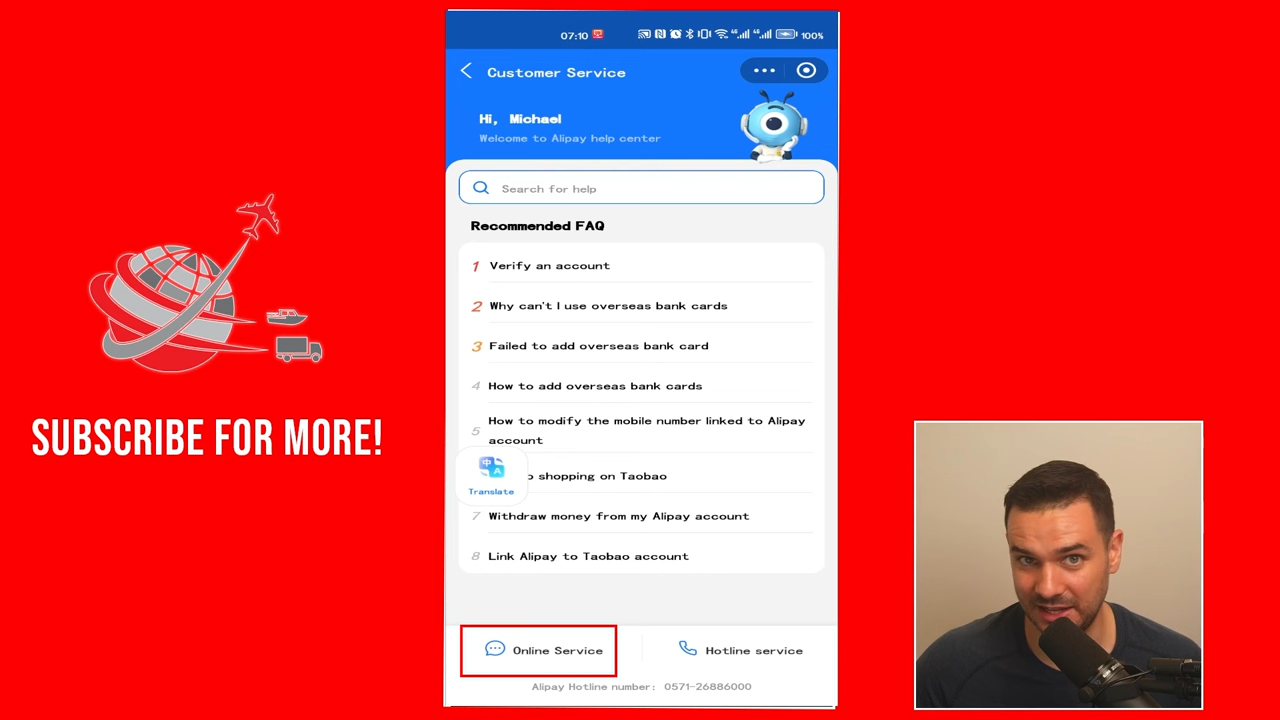 07:10
100%
Customer Service
Hi, Michael
Welcome to Alipay help center
Search for help
Recommended FAQ
1 Verify an account
2 Why can't I use overseas bank cards
3 Failed to add overseas bank card
4 How to add overseas bank cards
5 How to modify the mobile number linked to Alipay
account
shopping on Taobao
中 A
Translate
7 Withdraw money from my Alipay account
8 Link Alipay to Taobao account
Online Service
Hotline service
Alipay Hotline number: 0571-26886000
SUBSCRIBE FOR MORE!